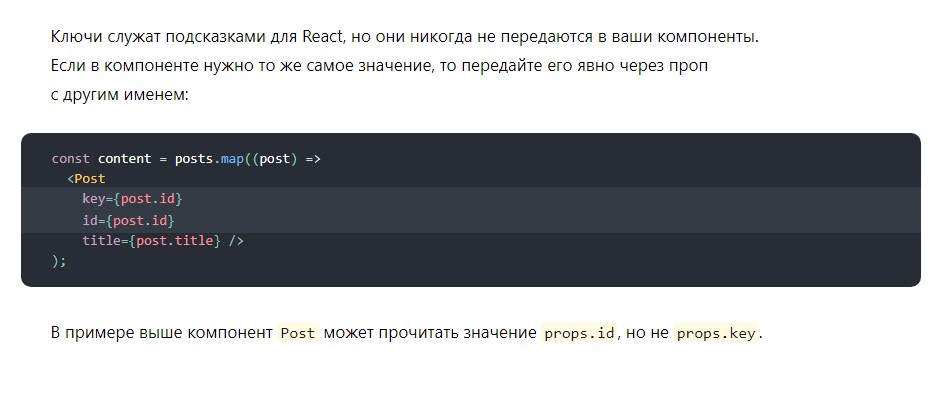 Ключи служат подсказками для React, но они никогда не передаются в ваши компоненты.
Если в компоненте нужно то же самое значение, то передайте его явно через проп
с другим именем:
const content = posts.map((post) =>
  <Post
    key={post.id}
    id={post.id}
    title={post.title} />
);
В примере выше компонент Post может прочитать значение props.id, но не props.key.